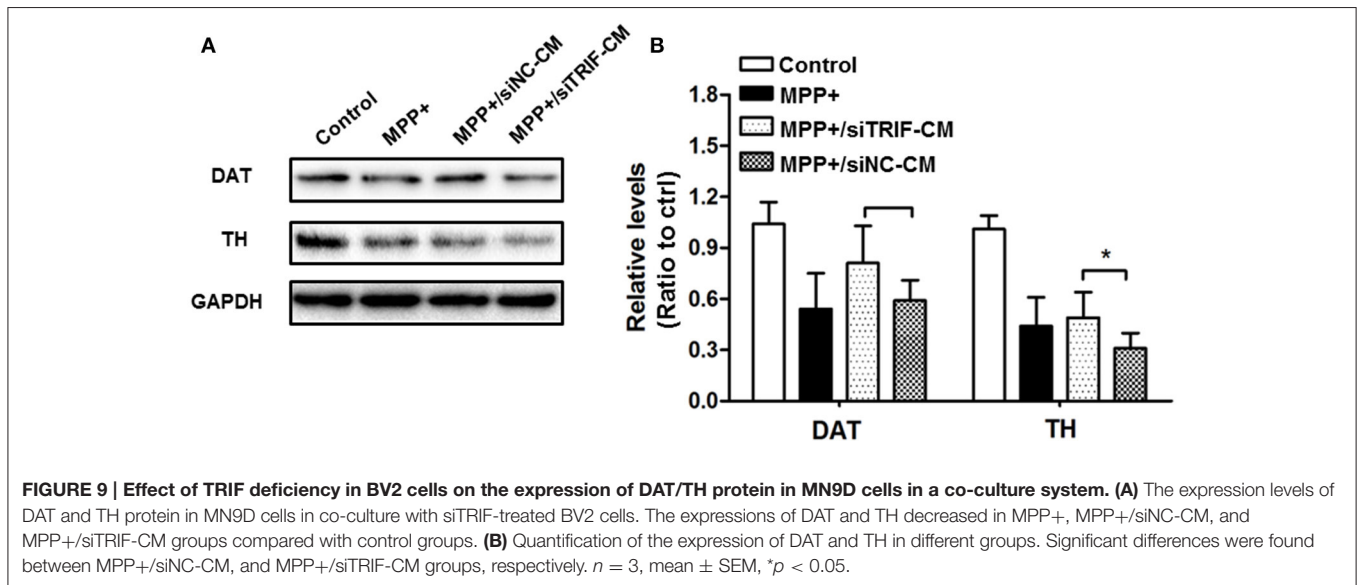 A
Control
MPP+
MPP+/siNC-CM
MPP+/siTRIF-CM
DAT
TH
GAPDH
B
Control
MPP+
MPP+/siTRIF-CM
MPP+/siNC-CM
Relative levels
(Ratio to ctrl)
1.8
1.5
1.2
0.9
0.6
0.3
0.0
*
DAT
TH
FIGURE 9 | Effect of TRIF deficiency in BV2 cells on the expression of DAT/TH protein in MN9D cells in a co-culture system. (A) The expression levels of
DAT and TH protein in MN9D cells in co-culture with siTRIF-treated BV2 cells. The expressions of DAT and TH decreased in MPP+, MPP+/siNC-CM, and
MPP+/siTRIF-CM groups compared with control groups. (B) Quantification of the expression of DAT and TH in different groups. Significant differences were found
between MPP+/siNC-CM, and MPP+/siTRIF-CM groups, respectively. n = 3, mean ± SEM, *p < 0.05.